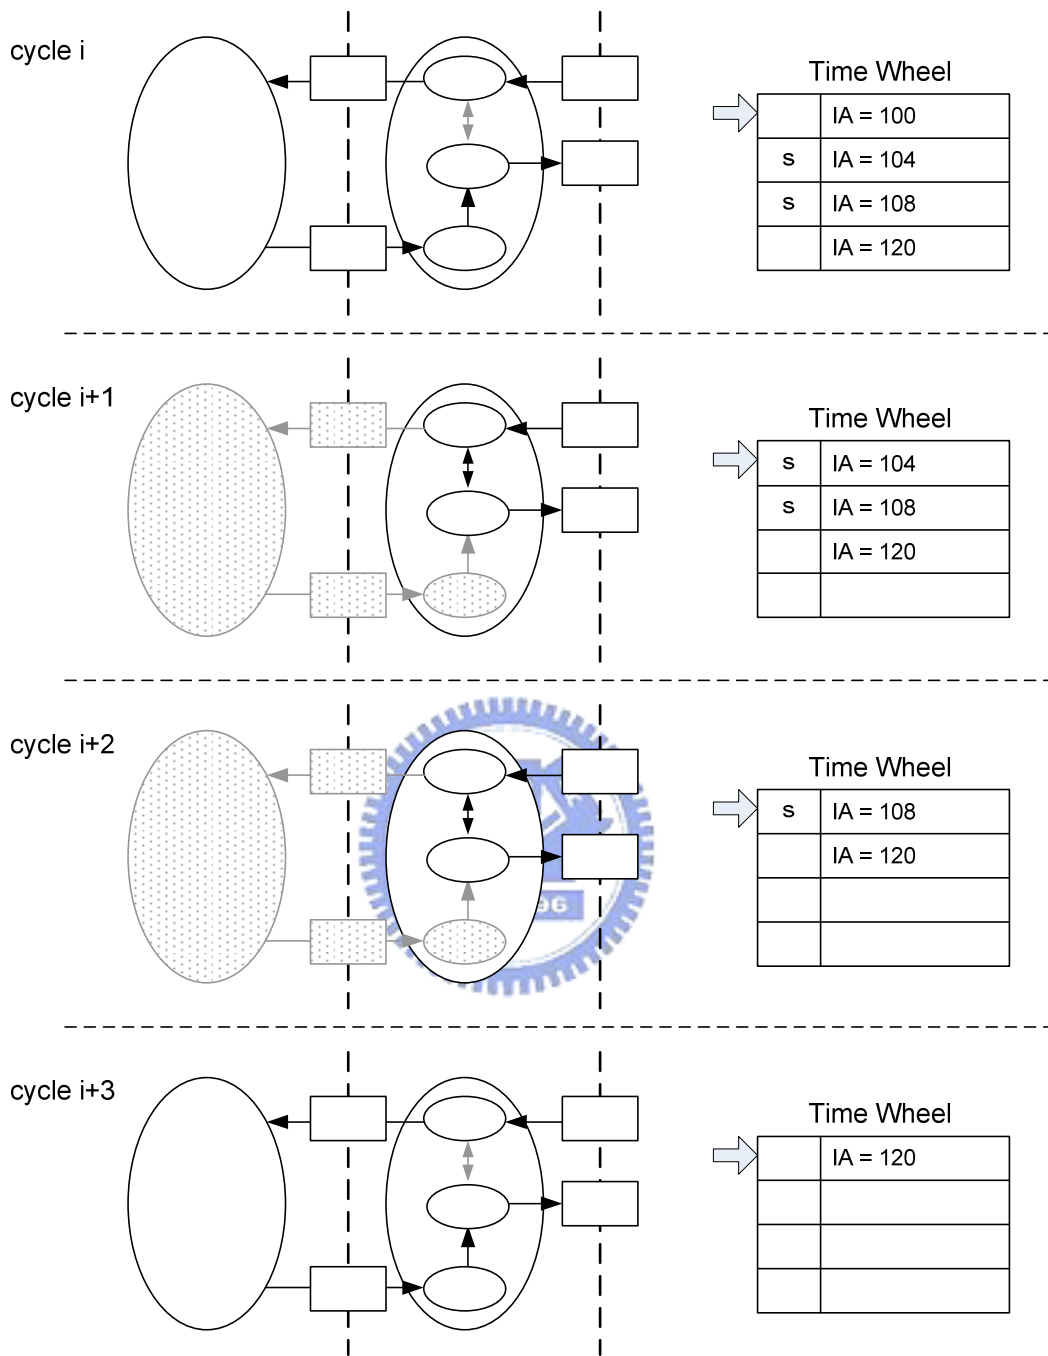 cycle i
Time Wheel
IA = 100
s IA = 104
s IA = 108
IA = 120
cycle i+1
Time Wheel
s IA = 104
s IA = 108
IA = 120
cycle i+2
Time Wheel
s IA = 108
IA = 120
cycle i+3
Time Wheel
IA = 120